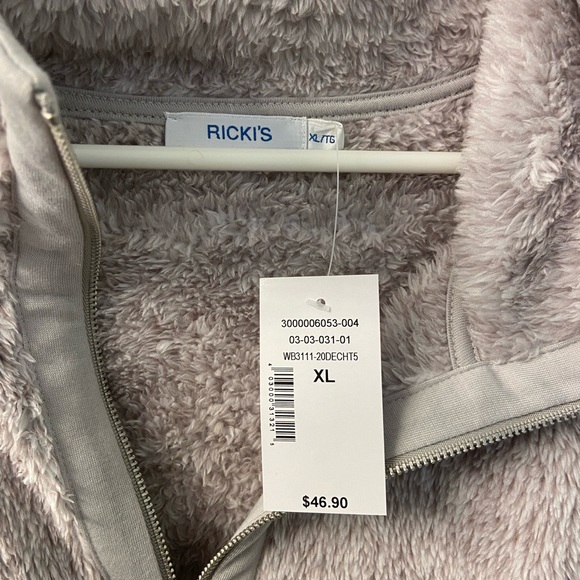 RICKI'S
XL/TG
3000006053-004
03-03-031-01
WB3111-20DECHT5
XL
$46.90